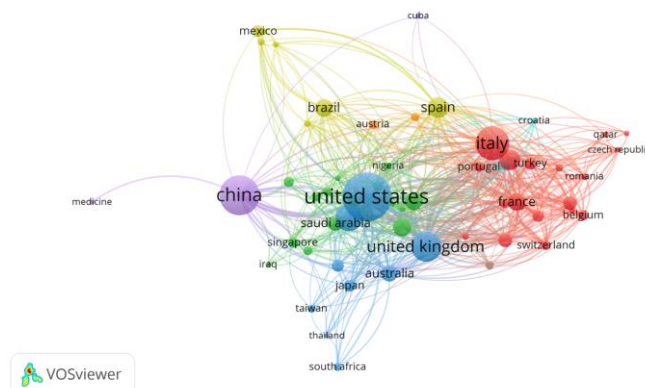 cuba
mexico
brazil
spain
austria
croatia
italy
qatar
czech republi
nigeria
portugal
turkey
romania
china
united states
france
medicine
saudi arabia
belgium
singapore
united kingdom
switzerland
iraq
australia
japan
taiwan
thailand
south africa
VOSviewer